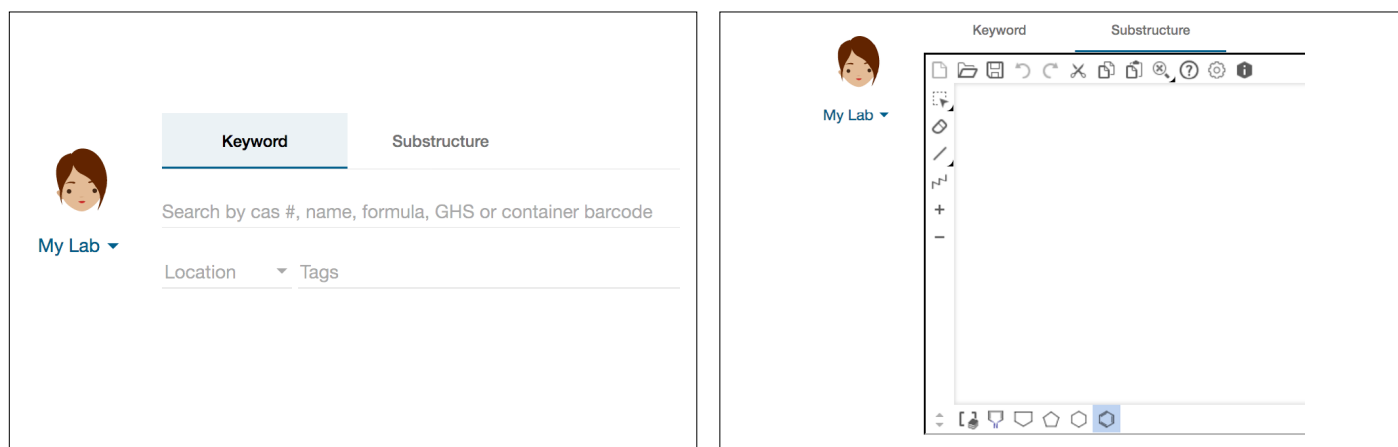 Keyword Substructure
Search by cas #, name, formula, GHS or container barcode
My Lab
Location Tags
Keyword Substructure
My Lab